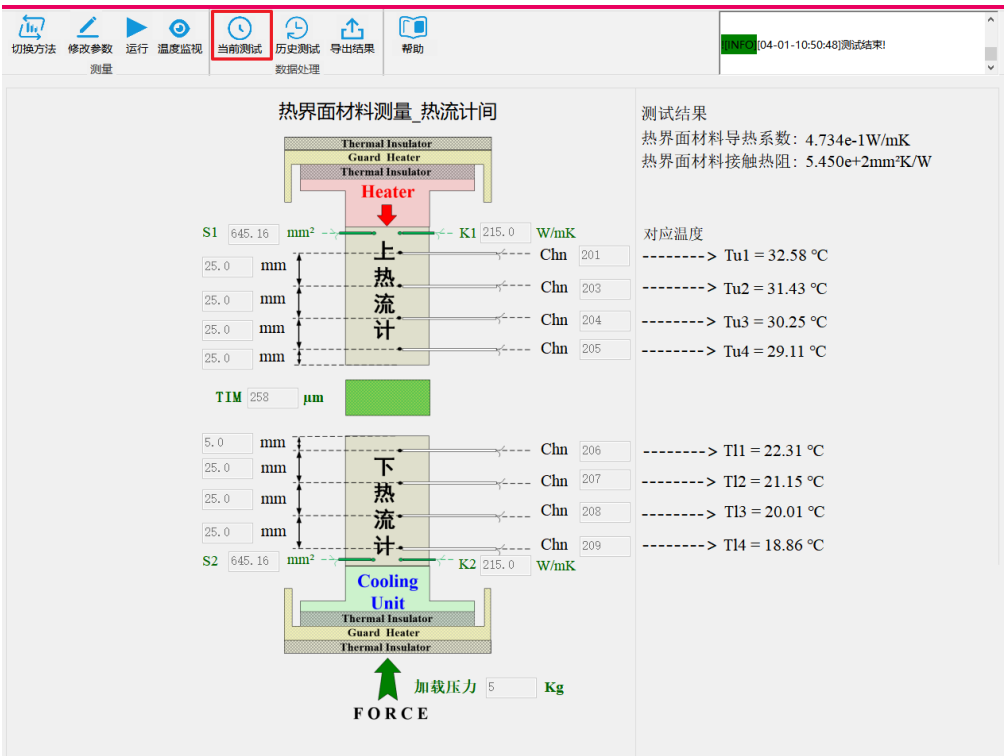 切换方法 修改参数 运行 温度监视 当前测试 历史测试 导出结果 帮助
测量 数据处理
[INFO][04-01-10:50:48]测试结束!
热界面材料测量_热流计间
测试结果
热界面材料导热系数: 4.734e-1W/mK
热界面材料接触热阻: 5.450e+2mm²K/W
Thermal Insulator
Guard Heater
Thermal Insulator
Heater
S1 645.16 mm² K1 215.0 W/mK
对应温度
上热流计
25.0 mm Chn 201 --------> Tu1 = 32.58 ℃
25.0 mm Chn 203 --------> Tu2 = 31.43 ℃
25.0 mm Chn 204 --------> Tu3 = 30.25 ℃
25.0 mm Chn 205 --------> Tu4 = 29.11 ℃
TIM 258 μm
下热流计
5.0 mm Chn 206 --------> Tl1 = 22.31 ℃
25.0 mm Chn 207 --------> Tl2 = 21.15 ℃
25.0 mm Chn 208 --------> Tl3 = 20.01 ℃
25.0 mm Chn 209 --------> Tl4 = 18.86 ℃
S2 645.16 mm² K2 215.0 W/mK
Cooling
Unit
Thermal Insulator
Guard Heater
Thermal Insulator
加载压力 5 Kg
FORCE